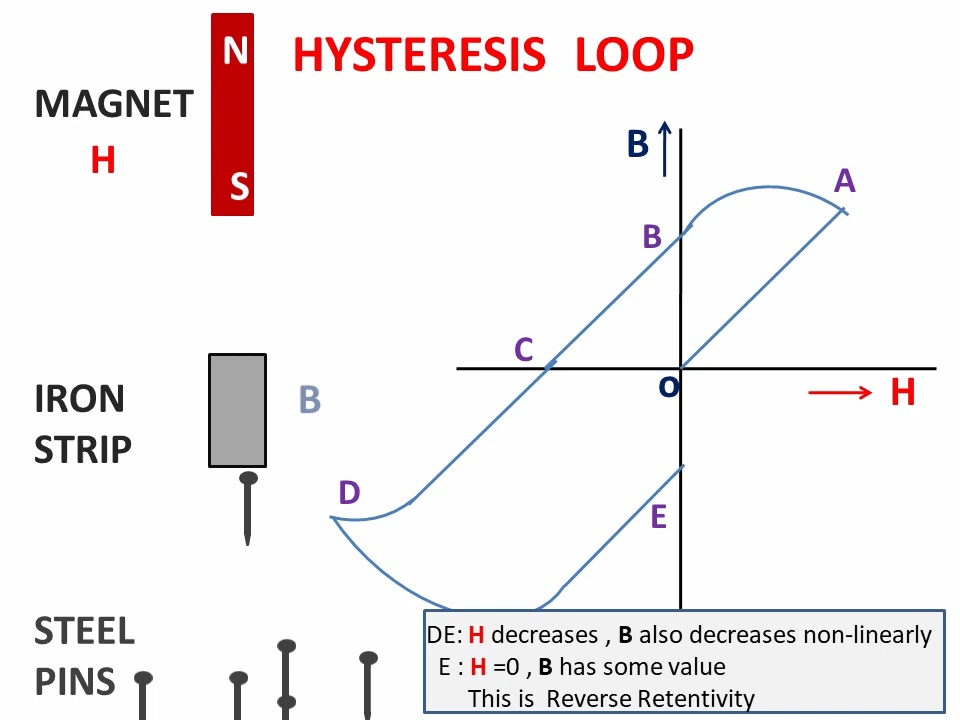 HYSTERESIS LOOP
N
MAGNET
H
S
B
A
B
C
O
H
IRON
STRIP
B
D
E
STEEL
PINS
DE: H decreases , B also decreases non-linearly
E : H =0 , B has some value
This is Reverse Retentivity